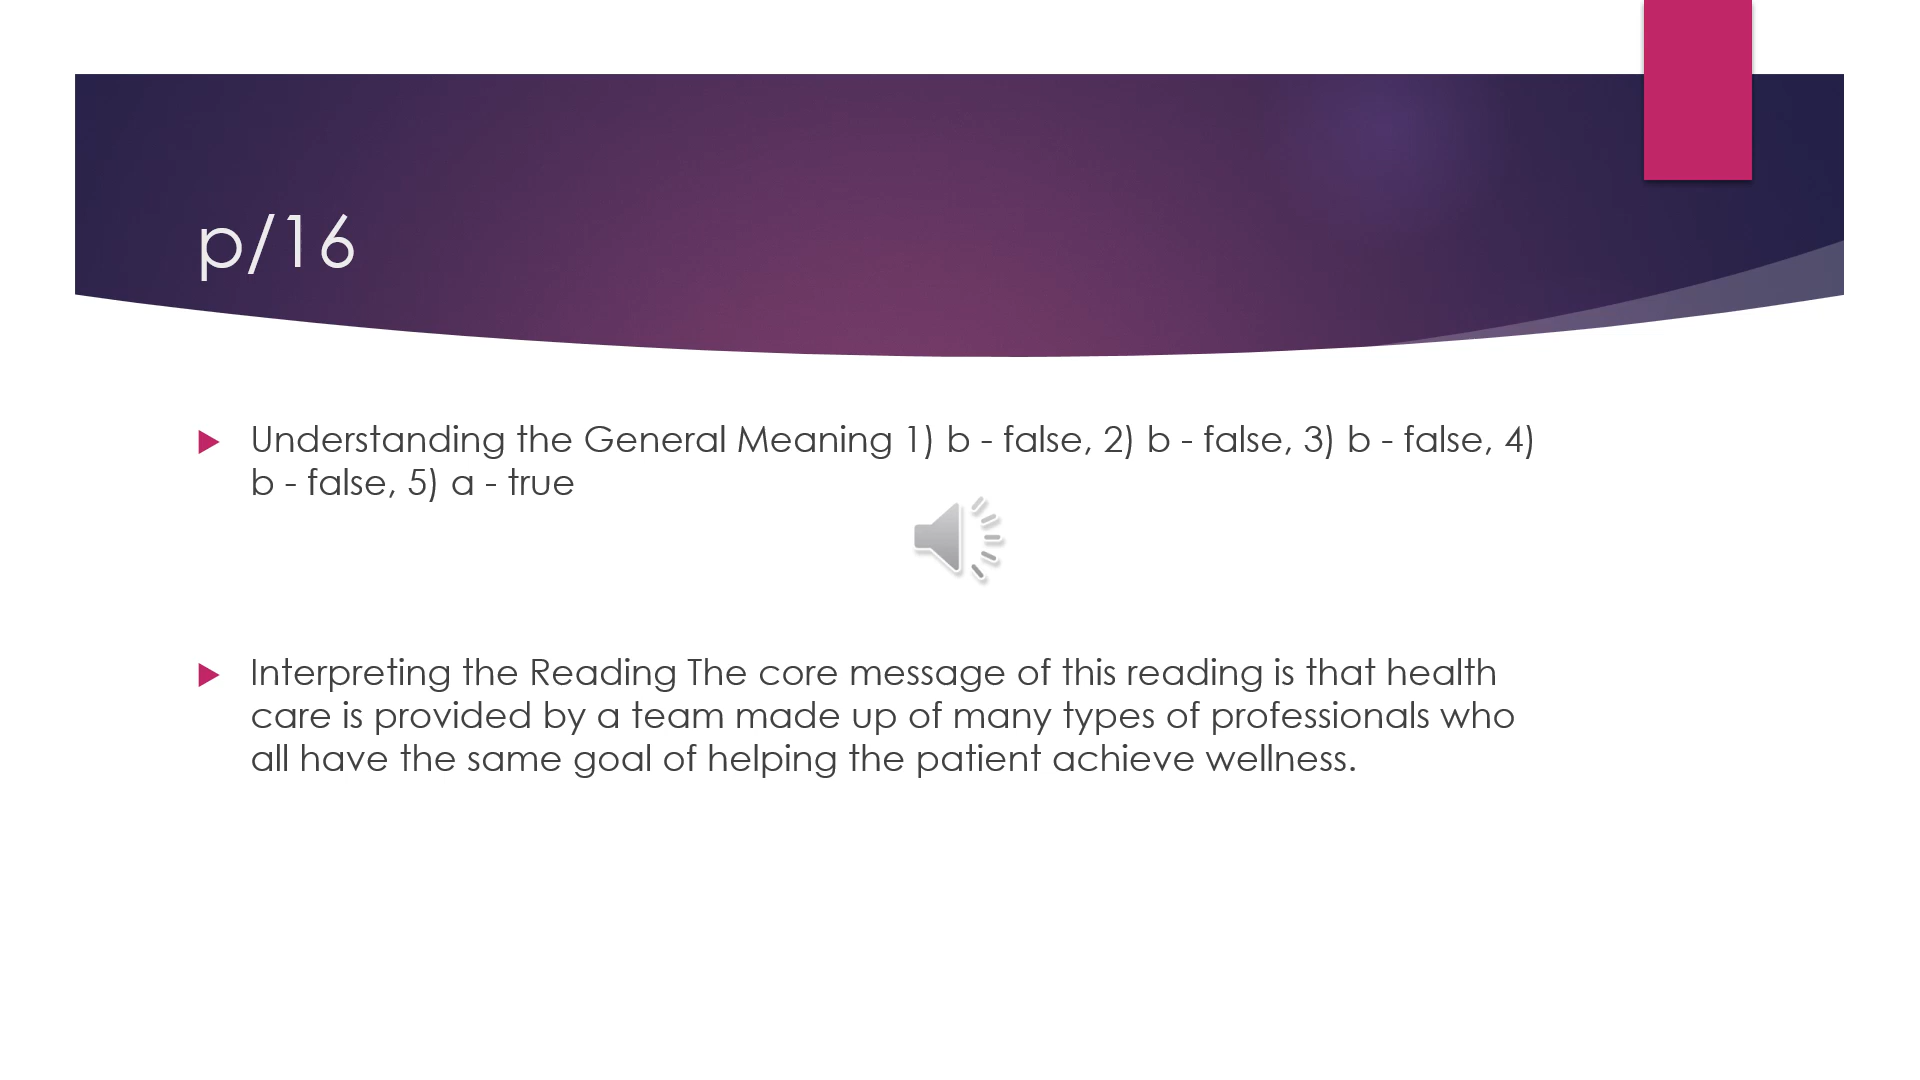 p/16
Understanding the General Meaning 1) b - false, 2) b - false, 3) b - false, 4)
b - false, 5) a - true
Interpreting the Reading The core message of this reading is that health
care is provided by a team made up of many types of professionals who
all have the same goal of helping the patient achieve wellness.